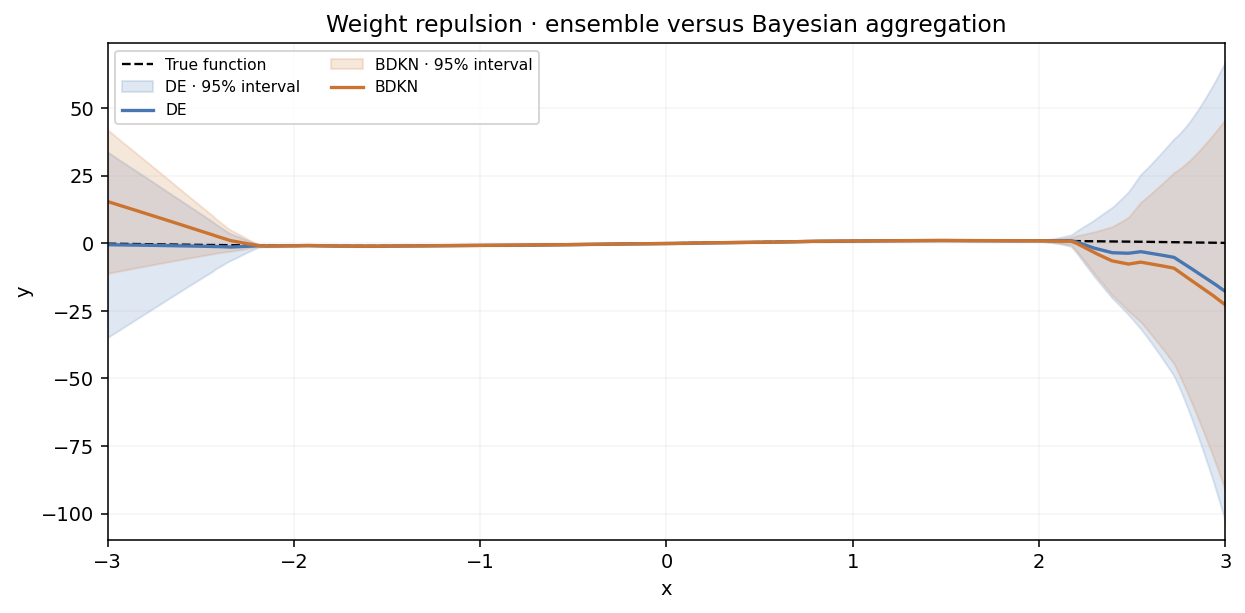 Weight repulsion · ensemble versus Bayesian aggregation
True function
DE · 95% interval
DE
BDKN · 95% interval
BDKN
50
25
0
−25
−50
−75
−100
y
−3 −2 −1 0 1 2 3
x